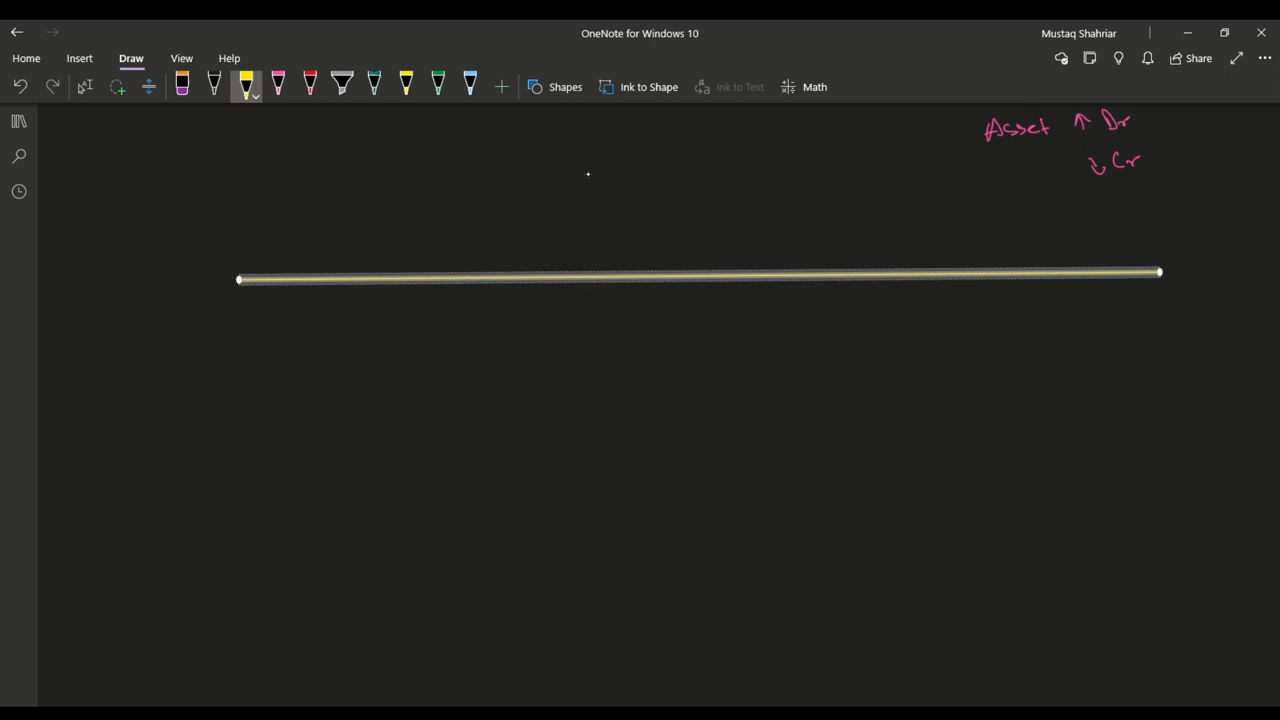 OneNote for Windows 10
Mustaq Shahriar
Home Insert Draw View Help
Share
Shapes Ink to Shape Ink to Text Math
Asset ↑ Dr
↓ Cr